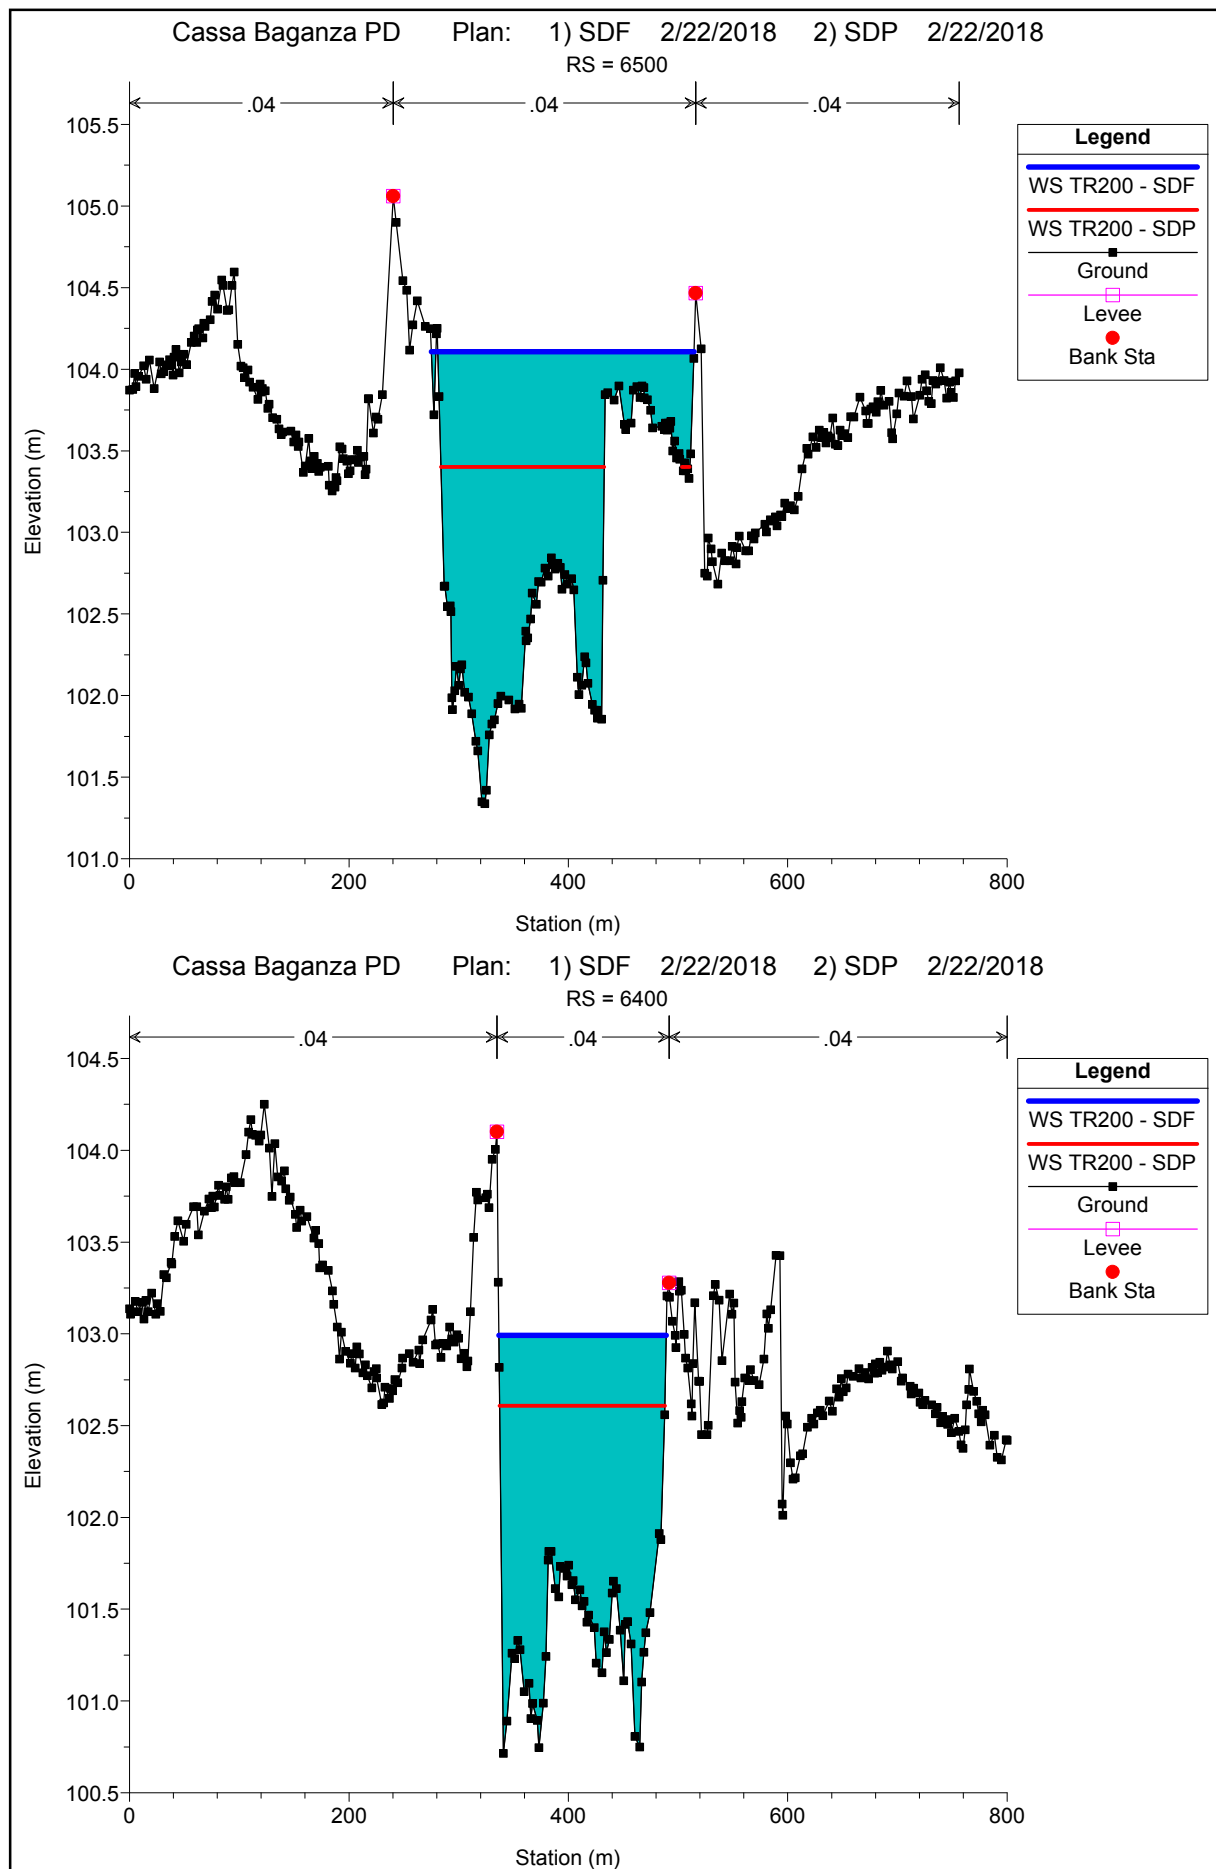 Cassa Baganza PD Plan: 1) SDF 2/22/2018 2) SDP 2/22/2018
RS = 6500
.04 .04 .04
105.5
105.0
104.5
104.0
103.5
103.0
102.5
102.0
101.5
101.0
Elevation (m)
0 200 400 600 800
Station (m)
Legend
WS TR200 - SDF
WS TR200 - SDP
Ground
Levee
Bank Sta
Cassa Baganza PD Plan: 1) SDF 2/22/2018 2) SDP 2/22/2018
RS = 6400
.04 .04 .04
104.5
104.0
103.5
103.0
102.5
102.0
101.5
101.0
100.5
Elevation (m)
0 200 400 600 800
Station (m)
Legend
WS TR200 - SDF
WS TR200 - SDP
Ground
Levee
Bank Sta